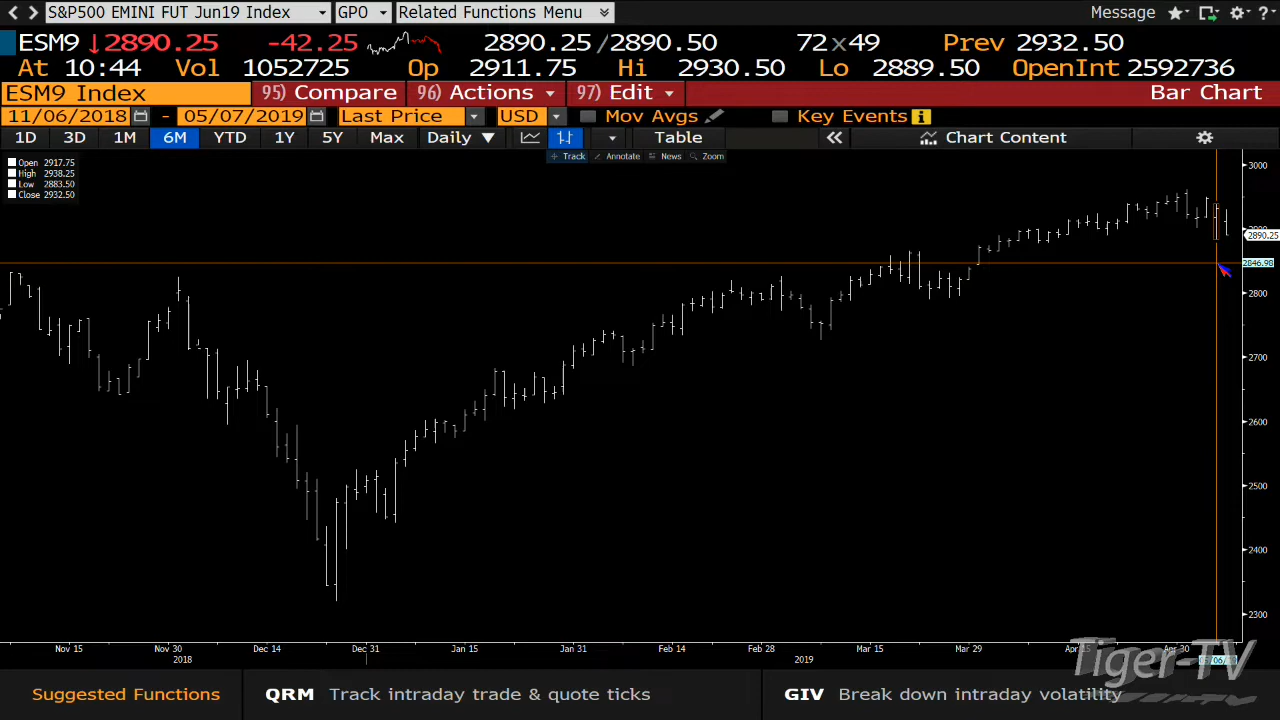 S&P500 EMINI FUT Jun19 Index GPO Related Functions Menu Message ?
ESM9 ↓2890.25 -42.25 2890.25/2890.50 72x49 Prev 2932.50
At 10:44 Vol 1052725 Op 2911.75 Hi 2930.50 Lo 2889.50 OpenInt 2592736
ESM9 Index 95) Compare 96) Actions 97) Edit Bar Chart
11/06/2018 - 05/07/2019 Last Price USD Mov Avgs Key Events i
1D 3D 1M 6M YTD 1Y 5Y Max Daily Table Chart Content
Track Annotate News Zoom
Open 2917.75
High 2938.25
Low 2883.50
Close 2932.50
3000
2890.25
2846.98
2800
2700
2600
2500
2400
2300
Nov 15 Nov 30 Dec 14 Dec 31 Jan 15 Jan 31 Feb 14 Feb 28 Mar 15 Mar 29 Apr 15 Apr 30
2018 2019
Tiger-TV
Suggested Functions QRM Track intraday trade & quote ticks GIV Break down intraday volatility